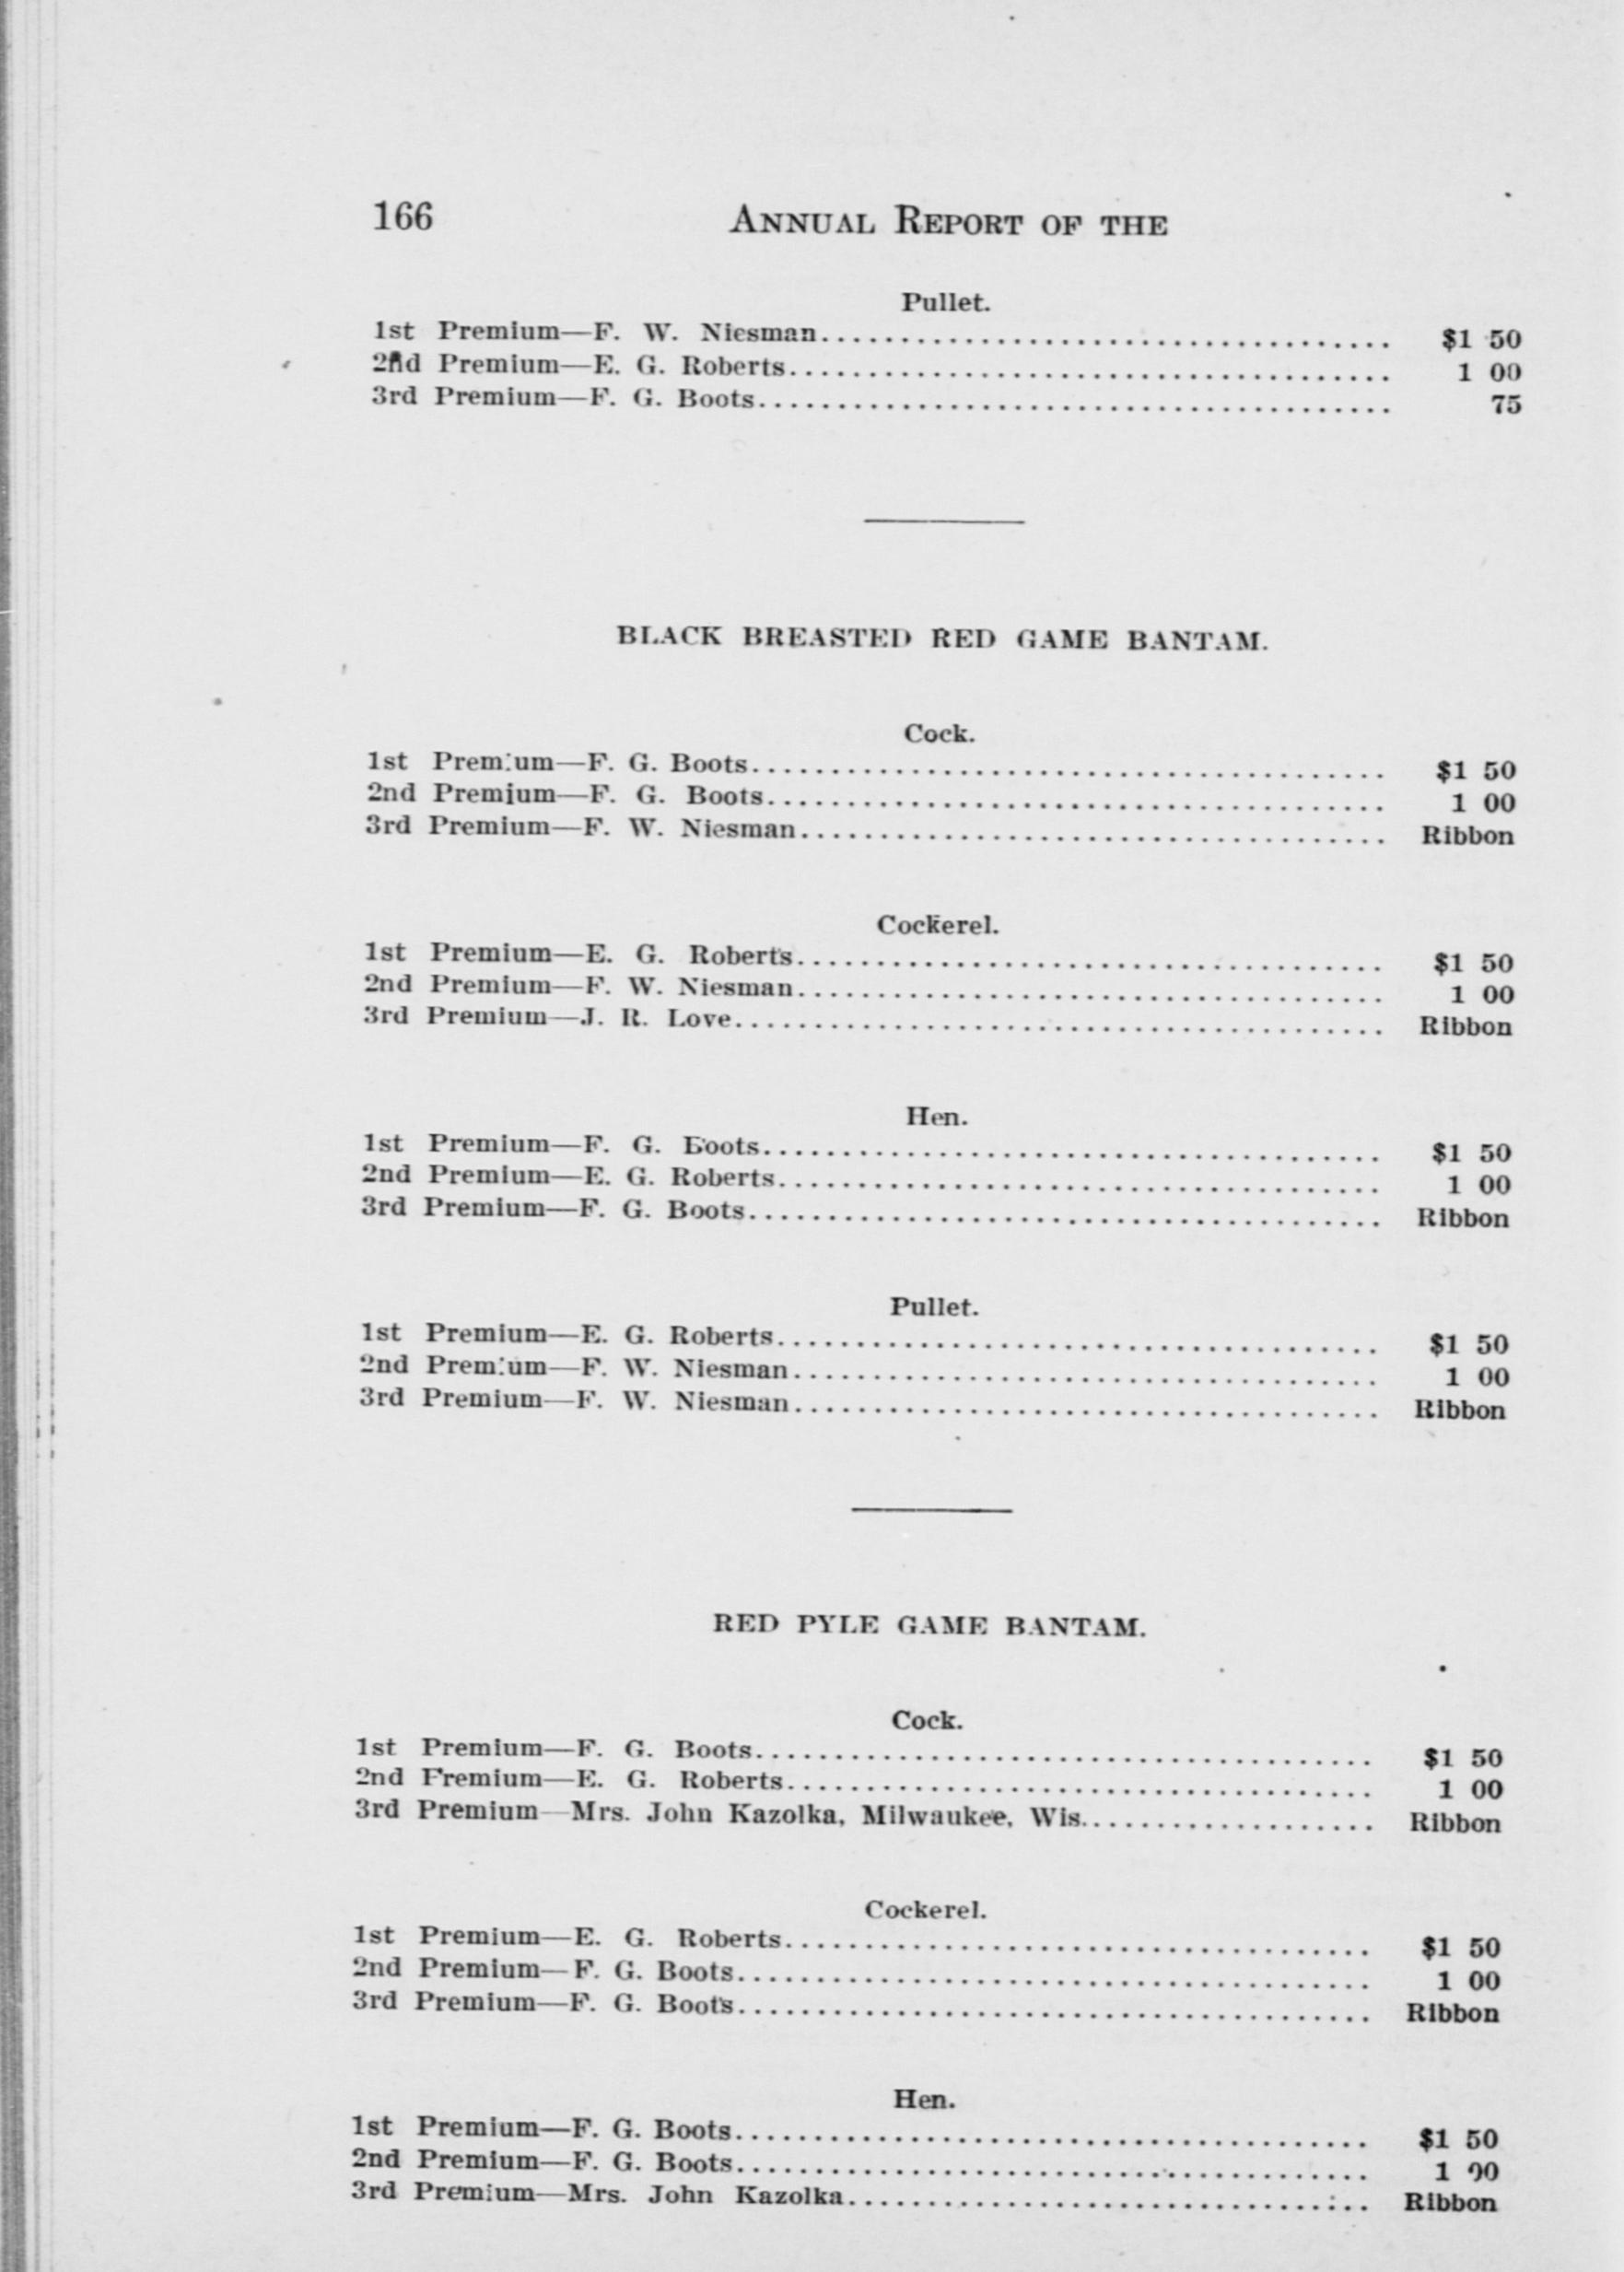 166 ANNUAL REPORT OF THE
Pullet.
1st Premium—F. W. Niesman.......................................... $1 50
2nd Premium—E. G. Roberts.......................................... 1 00
3rd Premium—F. G. Boots.......................................... 75
BLACK BREASTED RED GAME BANTAM.
Cock.
1st Premium—F. G. Boots.......................................... $1 50
2nd Premium—F. G. Boots.......................................... 1 00
3rd Premium—F. W. Niesman.......................................... Ribbon
Cockerel.
1st Premium—E. G. Roberts.......................................... $1 50
2nd Premium—F. W. Niesman.......................................... 1 00
3rd Premium—J. R. Love.......................................... Ribbon
Hen.
1st Premium—F. G. Boots.......................................... $1 50
2nd Premium—E. G. Roberts.......................................... 1 00
3rd Premium—F. G. Boots.......................................... Ribbon
Pullet.
1st Premium—E. G. Roberts.......................................... $1 50
2nd Premium—F. W. Niesman.......................................... 1 00
3rd Premium—F. W. Niesman.......................................... Ribbon
RED PYLE GAME BANTAM.
Cock.
1st Premium—F. G. Boots.......................................... $1 50
2nd Fremium—E. G. Roberts.......................................... 1 00
3rd Premium—Mrs. John Kazolka, Milwaukee, Wis................... Ribbon
Cockerel.
1st Premium—E. G. Roberts.......................................... $1 50
2nd Premium—F. G. Boots.......................................... 1 00
3rd Premium—F. G. Boots.......................................... Ribbon
Hen.
1st Premium—F. G. Boots.......................................... $1 50
2nd Premium—F. G. Boots.......................................... 1 00
3rd Premium—Mrs. John Kazolka.................................. Ribbon